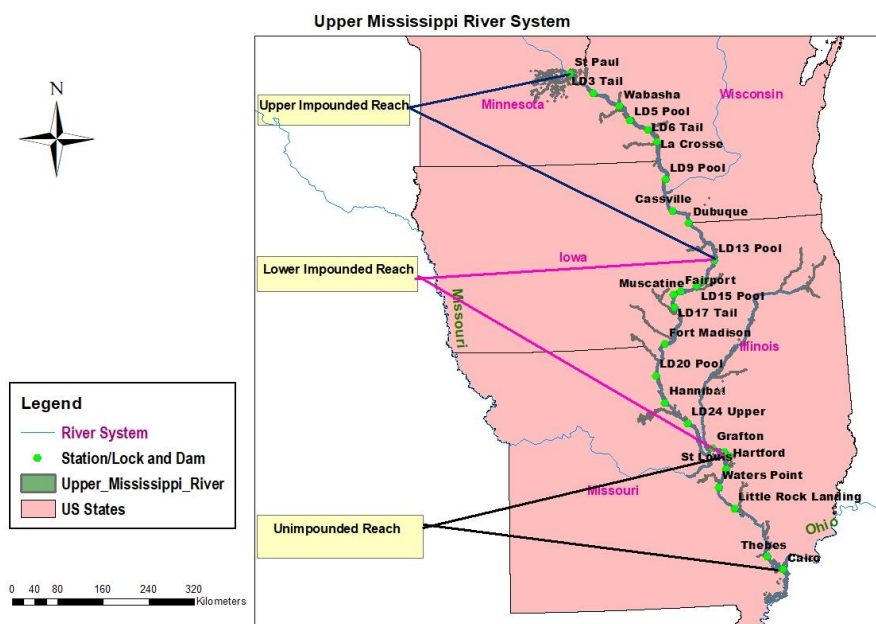 Upper Mississippi River System
N
St Paul
LD3 Tail
Upper Impounded Reach
Wabasha
Wisconsin
Minnesota
LD5 Pool
LD6 Tail
La Crosse
LD9 Pool
Cassville
Dubuque
LD13 Pool
Iowa
Lower Impounded Reach
Fairport
Muscatine
LD15 Pool
Missouri
LD17 Tail
Fort Madison
Illinois
LD20 Pool
Hannibal
Legend
LD24 Upper
River System
Grafton
Hartford
Station/Lock and Dam
St Louis
Waters Point
Upper_Mississippi_River
Missouri
Little Rock Landing
US States
Unimpounded Reach
Ohio
Thebes
Cairo
0 40 80 160 240 320
Kilometers